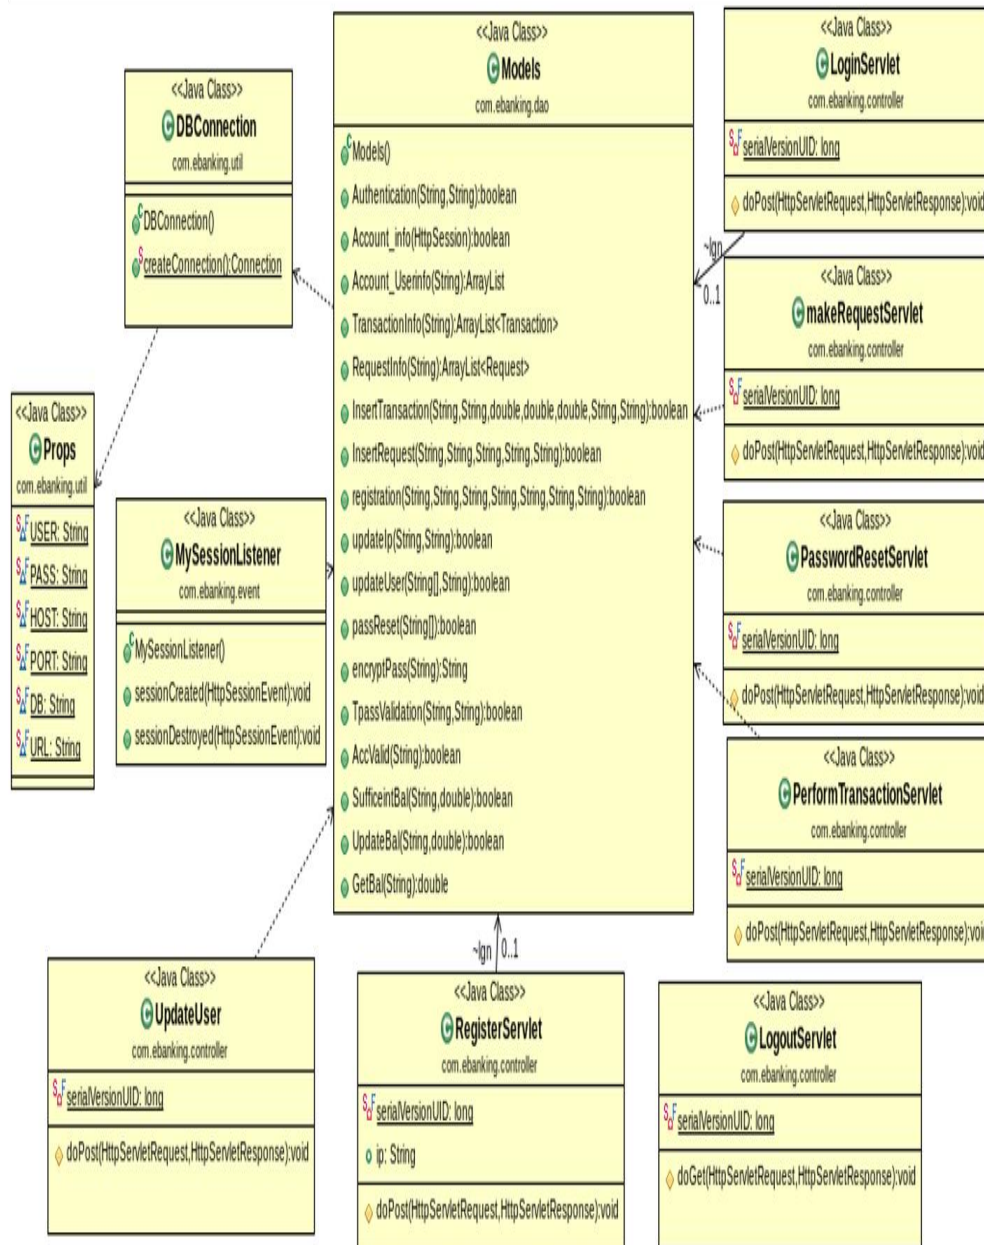 <<Java Class>>
DBConnection
com.ebanking.util
DBConnection()
createConnection():Connection
<<Java Class>>
Props
com.ebanking.util
USER: String
PASS: String
HOST: String
PORT: String
DB: String
URL: String
<<Java Class>>
MySessionListener
com.ebanking.event
MySessionListener()
sessionCreated(HttpSessionEvent):void
sessionDestroyed(HttpSessionEvent):void
<<Java Class>>
Models
com.ebanking.dao
Models()
Authentication(String,String):boolean
Account_info(HttpSession):boolean
Account_Userinfo(String):ArrayList
TransactionInfo(String):ArrayList<Transaction>
RequestInfo(String):ArrayList<Request>
InsertTransaction(String,String,double,double,double,String,String):boolean
InsertRequest(String,String,String,String,String):boolean
registration(String,String,String,String,String,String,String):boolean
updateIp(String,String):boolean
updateUser(String[],String):boolean
passReset(String[]):boolean
encryptPass(String):String
TpassValidation(String,String):boolean
AccValid(String):boolean
SufficeintBal(String,double):boolean
UpdateBal(String,double):boolean
GetBal(String):double
<<Java Class>>
LoginServlet
com.ebanking.controller
serialVersionUID: long
doPost(HttpServletRequest,HttpServletResponse):void
~lgn
0..1
<<Java Class>>
makeRequestServlet
com.ebanking.controller
serialVersionUID: long
doPost(HttpServletRequest,HttpServletResponse):void
<<Java Class>>
PasswordResetServlet
com.ebanking.controller
serialVersionUID: long
doPost(HttpServletRequest,HttpServletResponse):void
<<Java Class>>
PerformTransactionServlet
com.ebanking.controller
serialVersionUID: long
doPost(HttpServletRequest,HttpServletResponse):voi
<<Java Class>>
UpdateUser
com.ebanking.controller
serialVersionUID: long
doPost(HttpServletRequest,HttpServletResponse):void
~lgn 0..1
<<Java Class>>
RegisterServlet
com.ebanking.controller
serialVersionUID: long
ip: String
doPost(HttpServletRequest,HttpServletResponse):void
<<Java Class>>
LogoutServlet
com.ebanking.controller
serialVersionUID: long
doGet(HttpServletRequest,HttpServletResponse):void